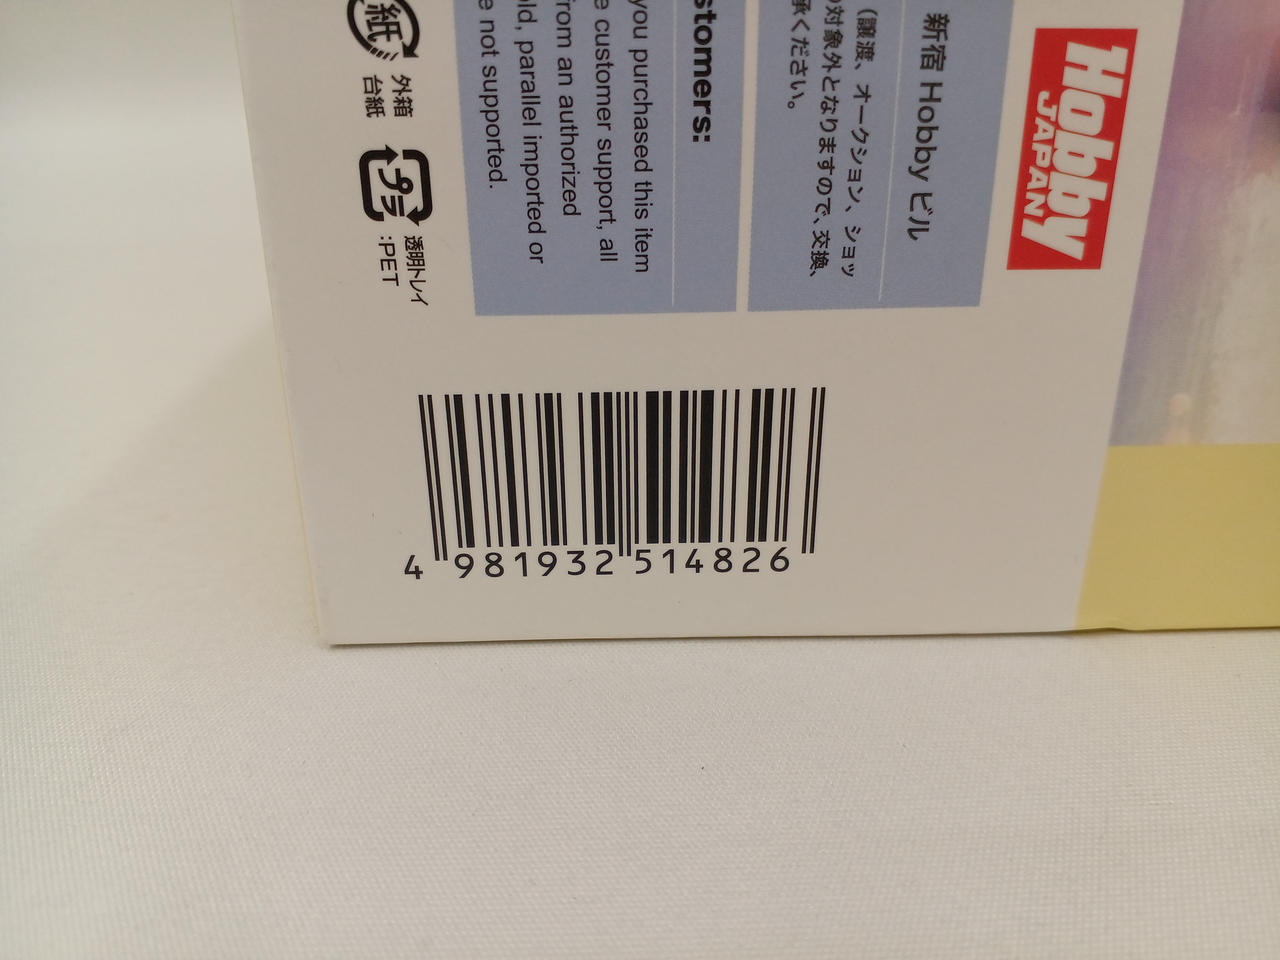 Hobby
JAPAN
新宿 Hobby ビル
(譲渡、オークション、ショッ
対象外となりますので、交換、
承ください。
stomers:
you purchased this item
e customer support, all
from an authorized
old, parallel imported or
e not supported.
紙
外箱
台紙
プラ
透明トレイ
:PET
4 981932 514826